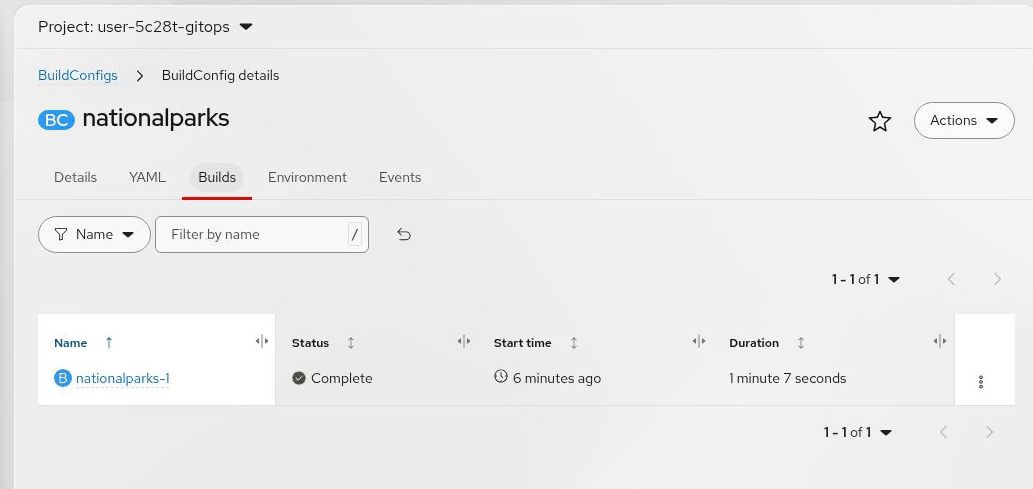 Project: user-5c28t-gitops
BuildConfigs > BuildConfig details
BC nationalparks
Actions
Details YAML Builds Environment Events
Name Filter by name /
1 - 1 of 1
Name Status Start time Duration
B nationalparks-1 Complete 6 minutes ago 1 minute 7 seconds
1 - 1 of 1